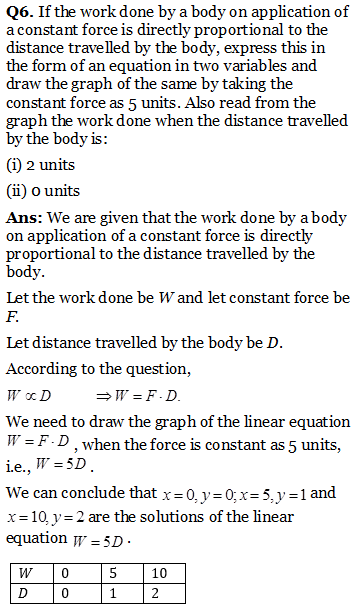 Q6. If the work done by a body on application of
a constant force is directly proportional to the
distance travelled by the body, express this in
the form of an equation in two variables and
draw the graph of the same by taking the
constant force as 5 units. Also read from the
graph the work done when the distance travelled
by the body is:
(i) 2 units
(ii) 0 units
Ans: We are given that the work done by a body
on application of a constant force is directly
proportional to the distance travelled by the
body.
Let the work done be W and let constant force be
F.
Let distance travelled by the body be D.
According to the question,
W ∝ D ⇒ W = F · D.
We need to draw the graph of the linear equation
W = F · D , when the force is constant as 5 units,
i.e., W = 5D .
We can conclude that x = 0, y = 0; x = 5, y = 1 and
x = 10, y = 2 are the solutions of the linear
equation W = 5D .
W 0 5 10
D 0 1 2